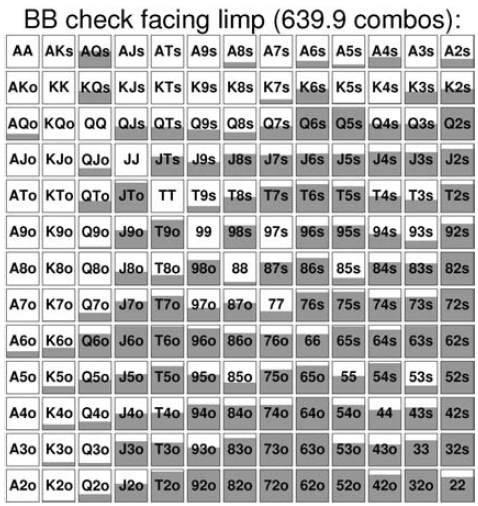 BB check facing limp (639.9 combos):
AA AKs AQs AJs ATs A9s A8s A7s A6s A5s A4s A3s A2s
AKo KK KQs KJs KTs K9s K8s K7s K6s K5s K4s K3s K2s
AQo KQo QQ QJs QTs Q9s Q8s Q7s Q6s Q5s Q4s Q3s Q2s
AJo KJo QJo JJ JTs J9s J8s J7s J6s J5s J4s J3s J2s
ATo KTo QTo JTo TT T9s T8s T7s T6s T5s T4s T3s T2s
A9o K9o Q9o J9o T9o 99 98s 97s 96s 95s 94s 93s 92s
A8o K8o Q8o J8o T8o 98o 88 87s 86s 85s 84s 83s 82s
A7o K7o Q7o J7o T7o 97o 87o 77 76s 75s 74s 73s 72s
A6o K6o Q6o J6o T6o 96o 86o 76o 66 65s 64s 63s 62s
A5o K5o Q5o J5o T5o 95o 85o 75o 65o 55 54s 53s 52s
A4o K4o Q4o J4o T4o 94o 84o 74o 64o 54o 44 43s 42s
A3o K3o Q3o J3o T3o 93o 83o 73o 63o 53o 43o 33 32s
A2o K2o Q2o J2o T2o 92o 82o 72o 62o 52o 42o 32o 22